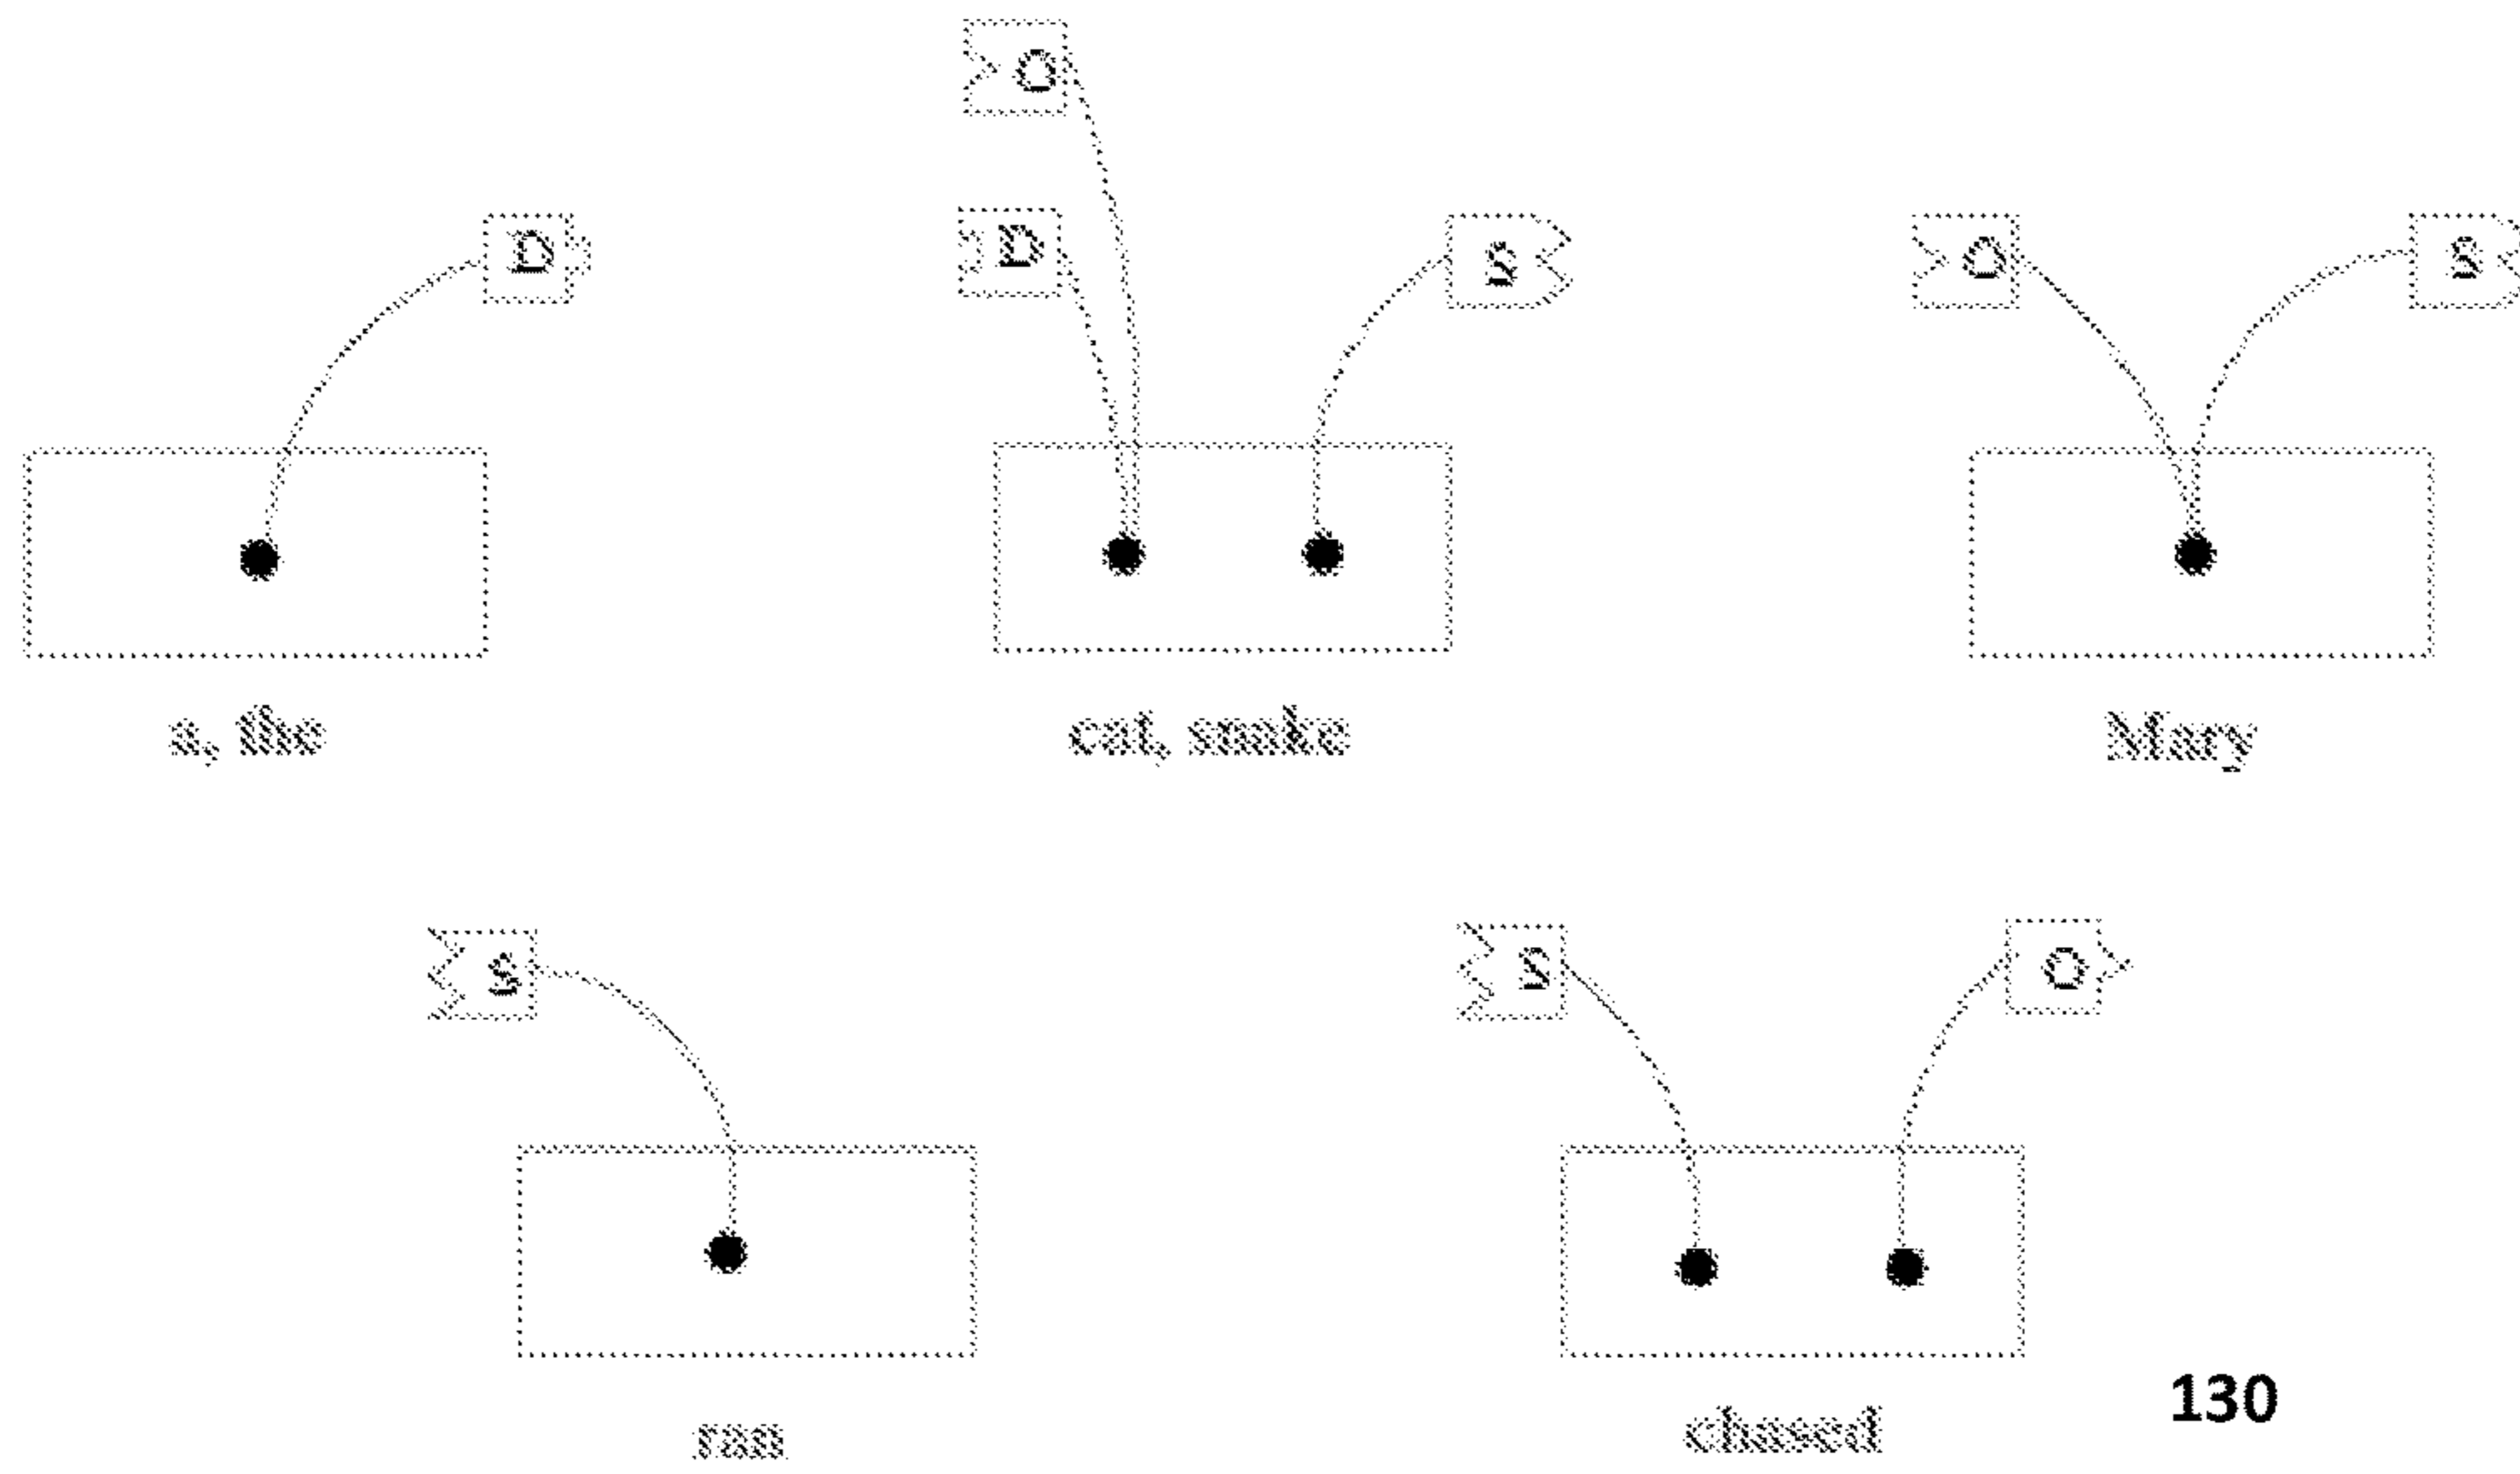 O
D D S O S
a, the cat, snake Mary
S S O
130
ran chased